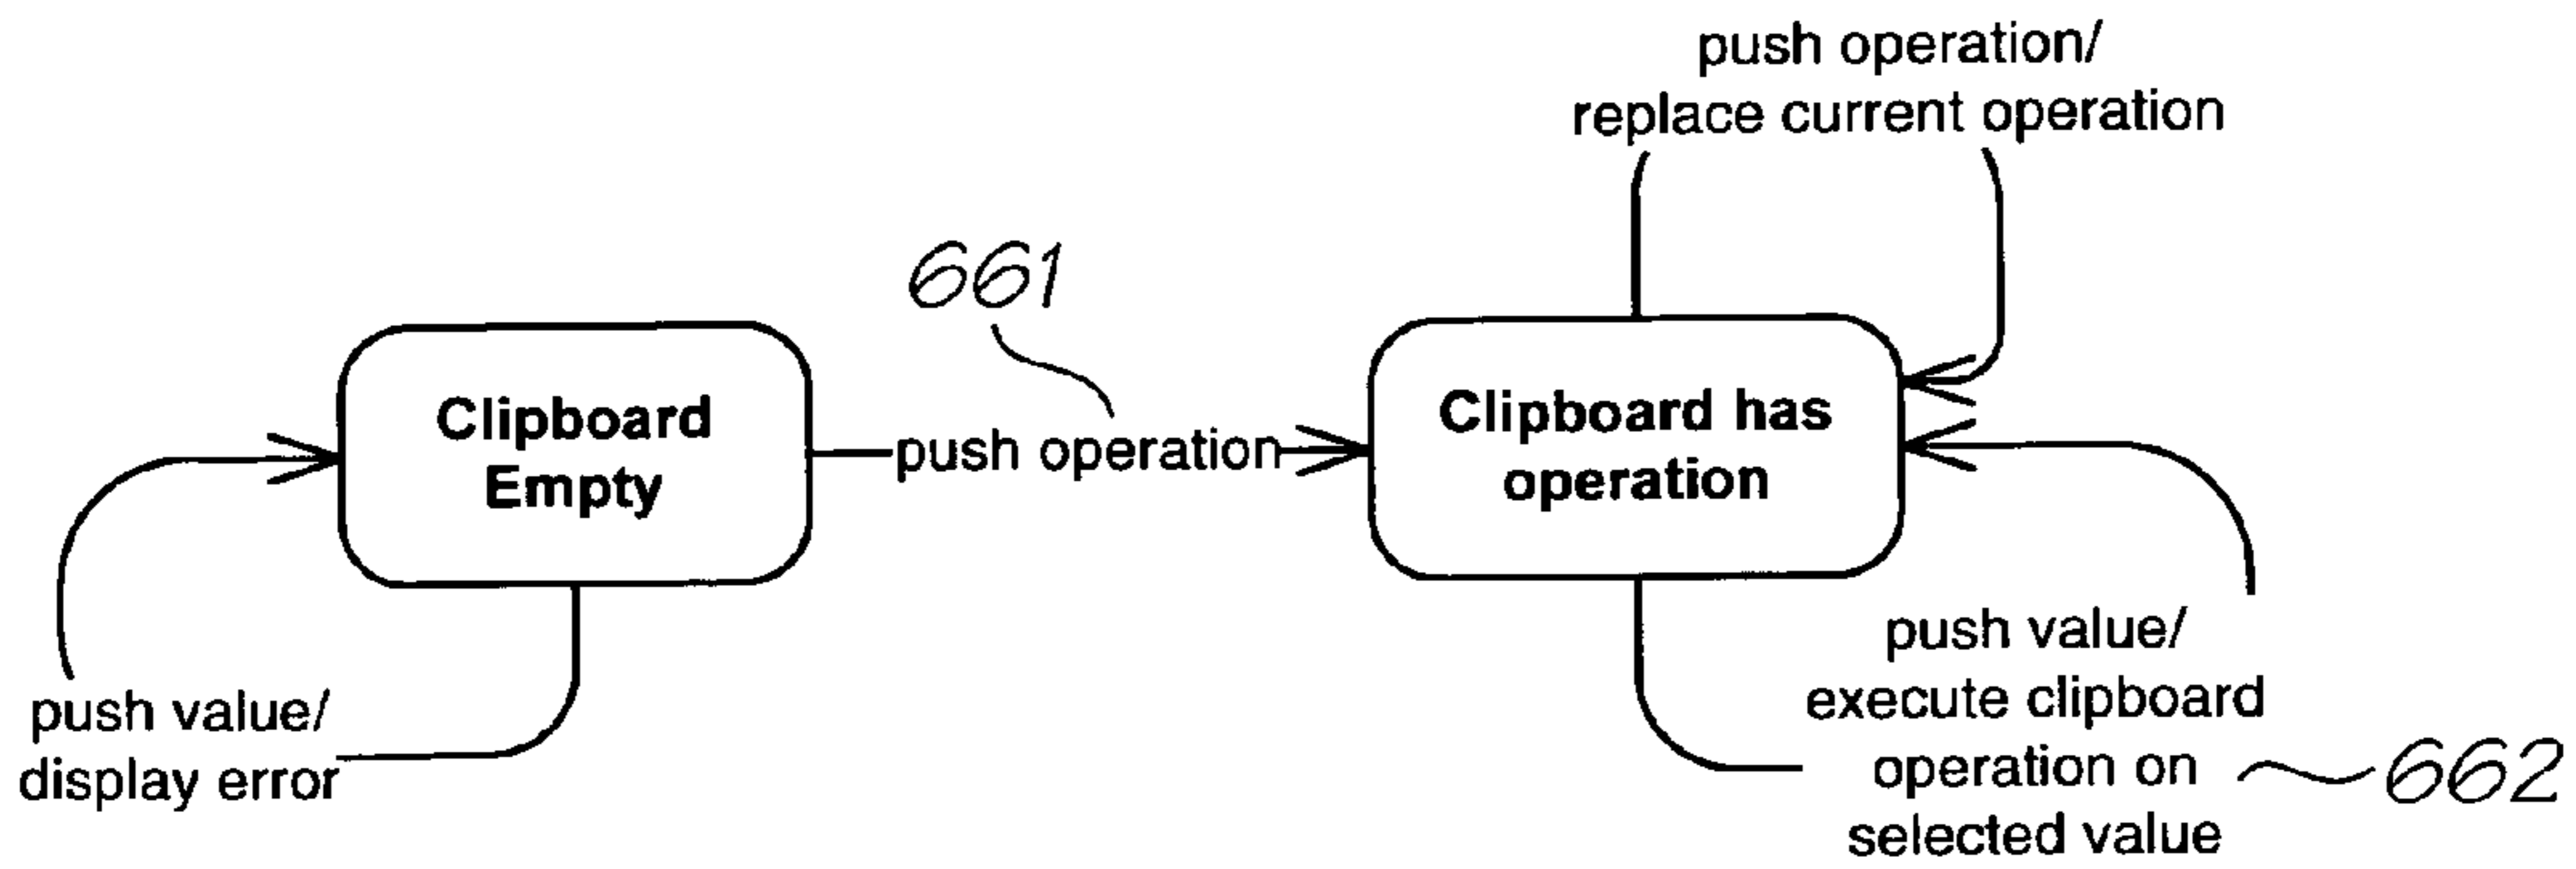 push operation/
replace current operation
661
Clipboard
Empty
push operation
Clipboard has
operation
push value/
display error
push value/
execute clipboard
operation on
selected value
662